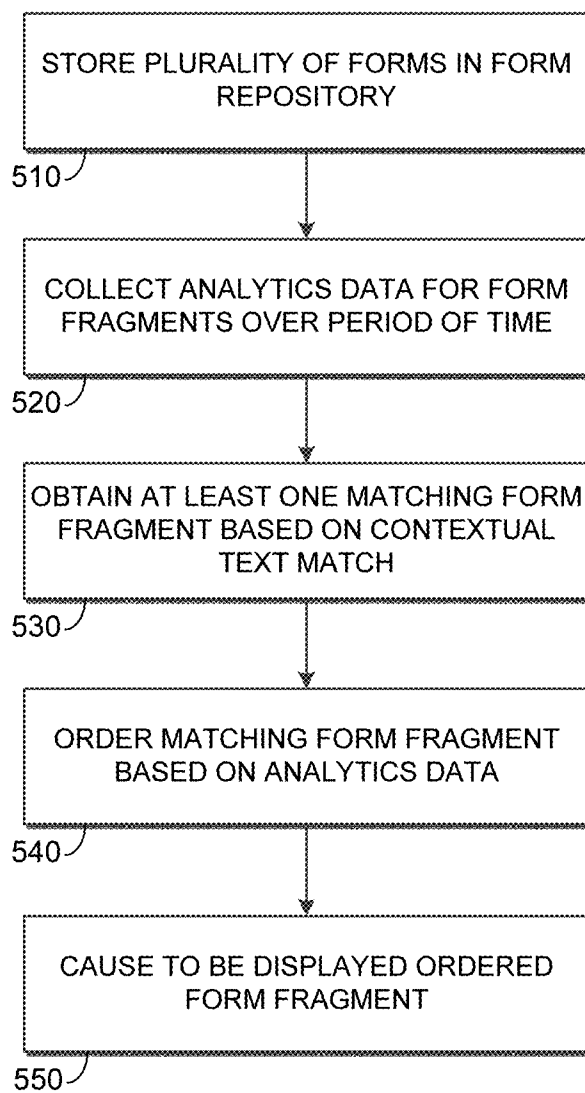 STORE PLURALITY OF FORMS IN FORM
REPOSITORY
510
COLLECT ANALYTICS DATA FOR FORM
FRAGMENTS OVER PERIOD OF TIME
520
OBTAIN AT LEAST ONE MATCHING FORM
FRAGMENT BASED ON CONTEXTUAL
TEXT MATCH
530
ORDER MATCHING FORM FRAGMENT
BASED ON ANALYTICS DATA
540
CAUSE TO BE DISPLAYED ORDERED
FORM FRAGMENT
550